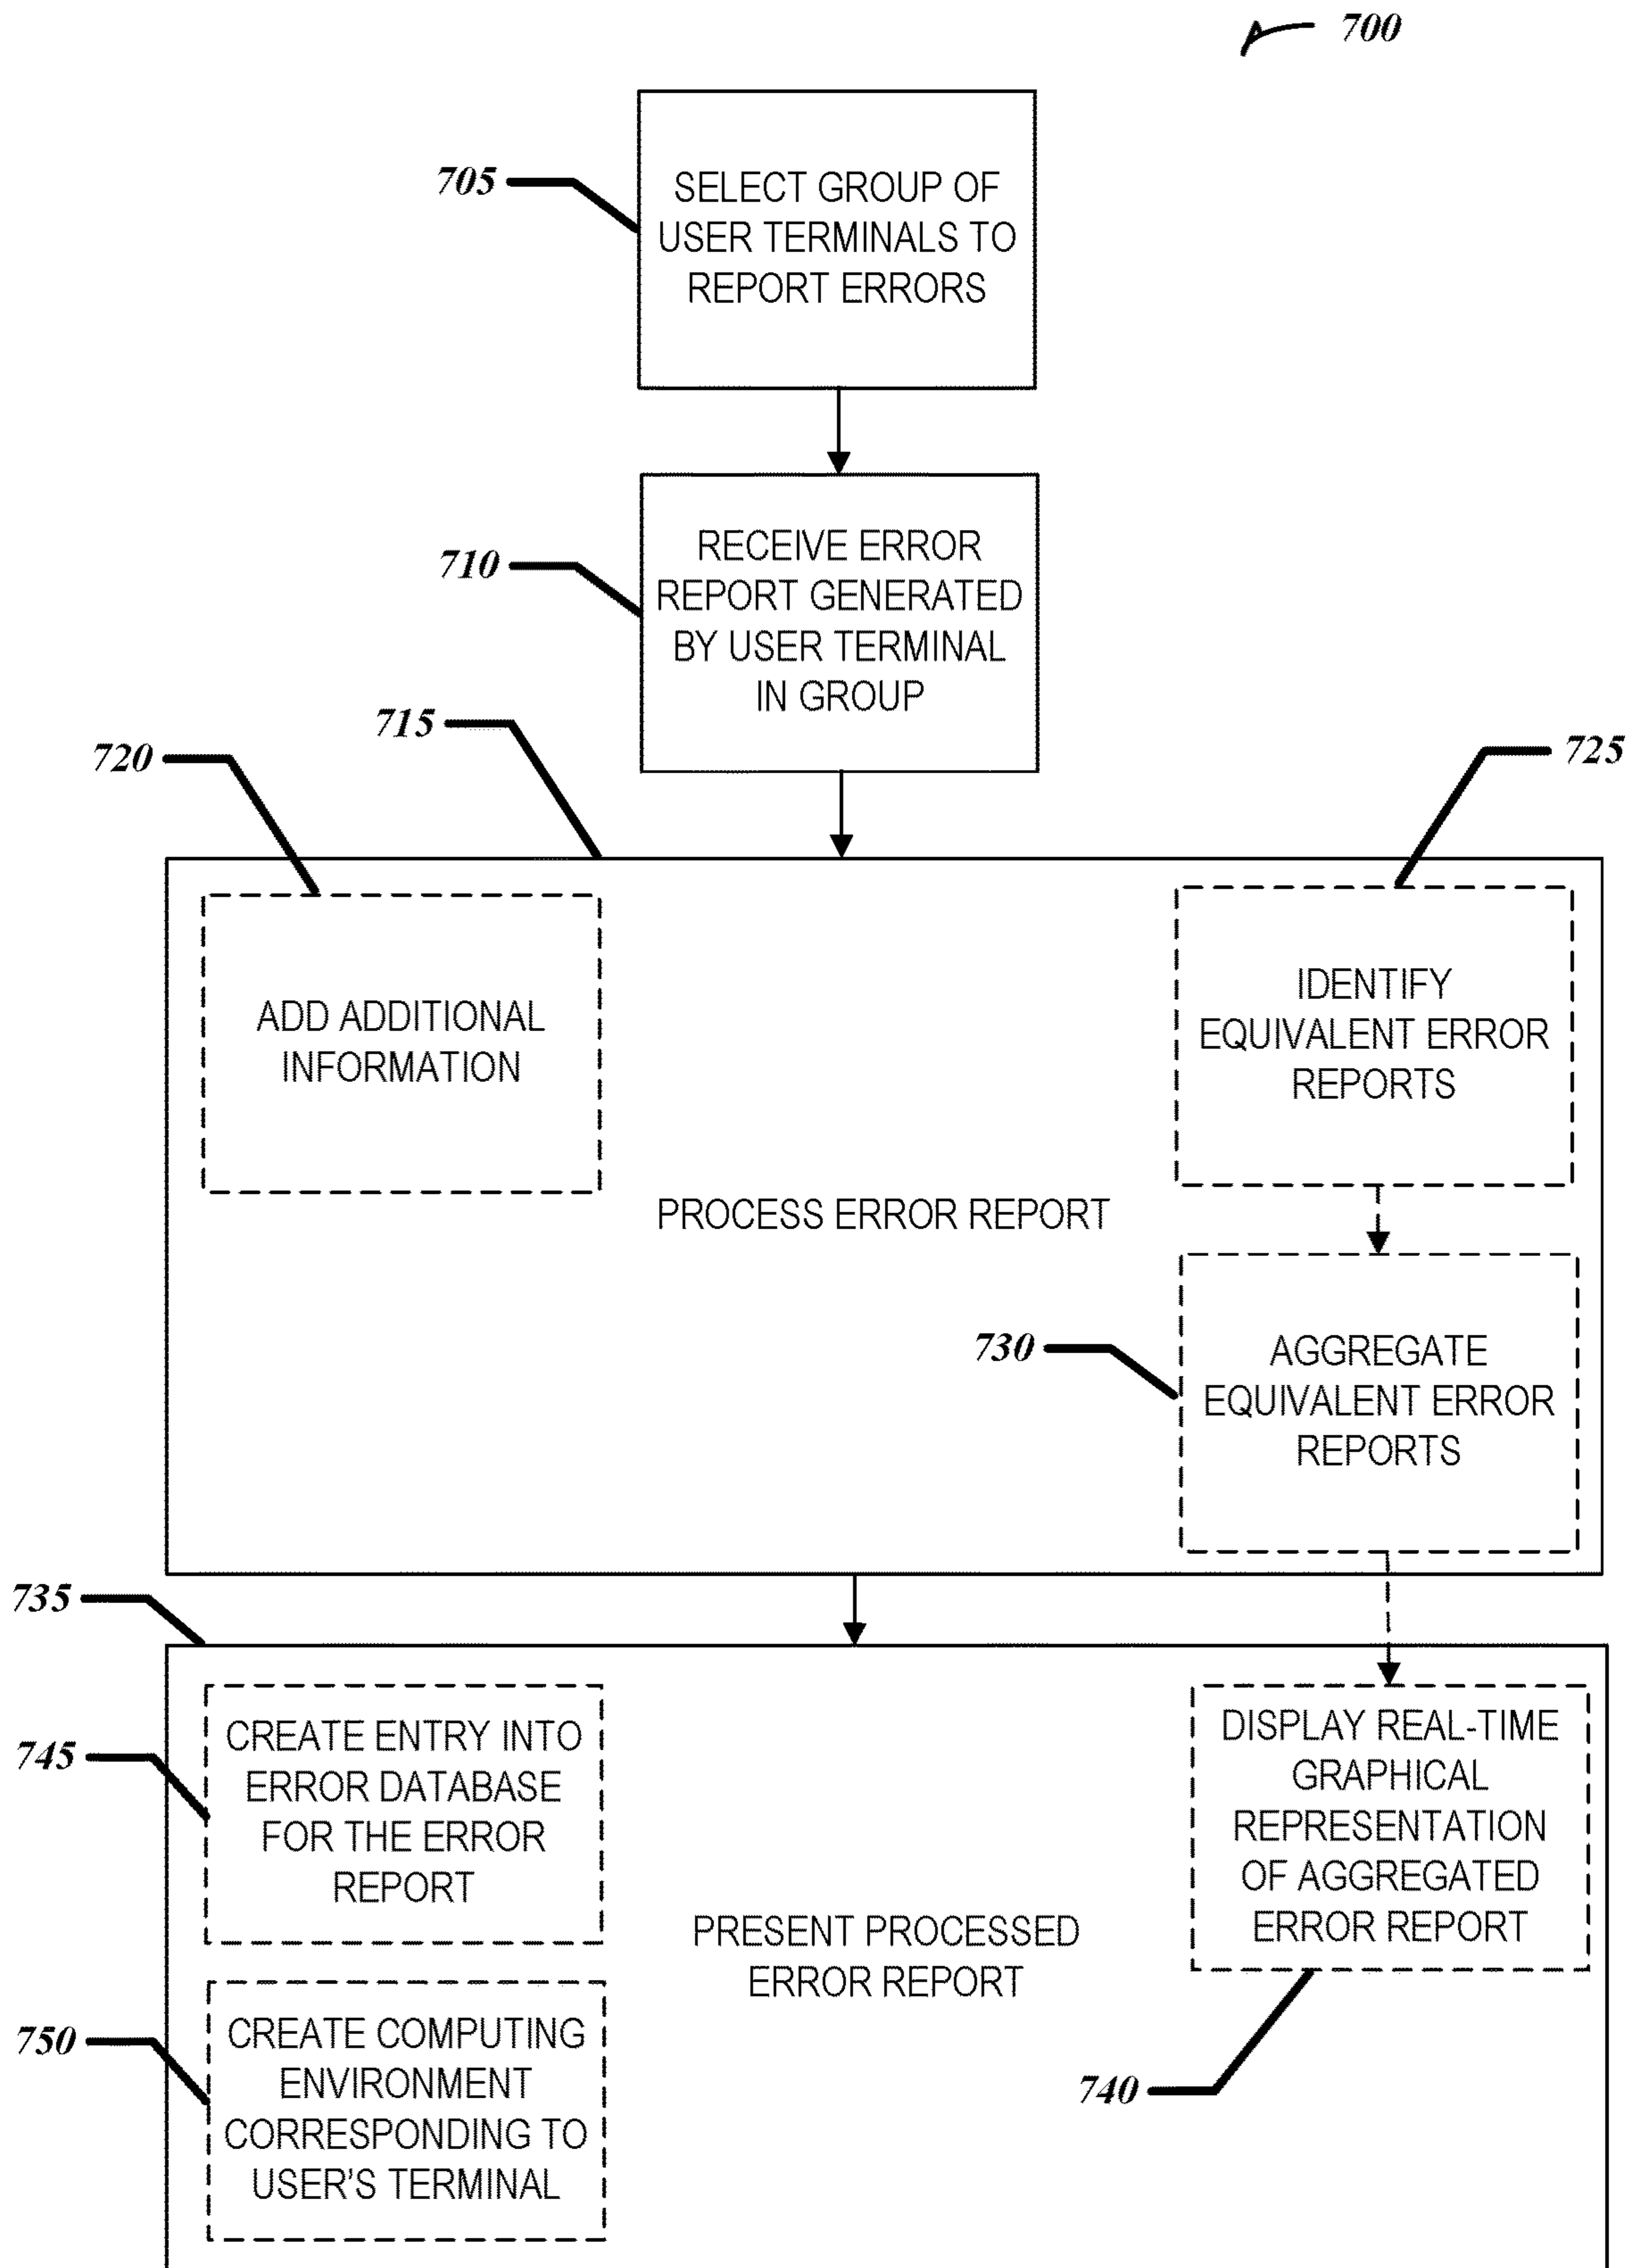 700
705
SELECT GROUP OF
USER TERMINALS TO
REPORT ERRORS
710
RECEIVE ERROR
REPORT GENERATED
BY USER TERMINAL
IN GROUP
715
720
725
ADD ADDITIONAL
INFORMATION
IDENTIFY
EQUIVALENT ERROR
REPORTS
PROCESS ERROR REPORT
730
AGGREGATE
EQUIVALENT ERROR
REPORTS
735
745
CREATE ENTRY INTO
ERROR DATABASE
FOR THE ERROR
REPORT
DISPLAY REAL-TIME
GRAPHICAL
REPRESENTATION
OF AGGREGATED
ERROR REPORT
PRESENT PROCESSED
ERROR REPORT
750
CREATE COMPUTING
ENVIRONMENT
CORRESPONDING TO
USER'S TERMINAL
740